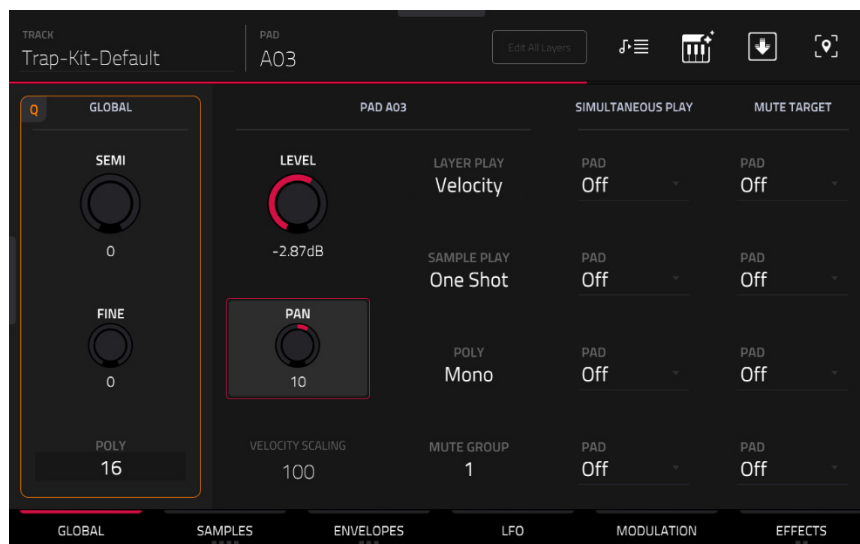 TRACK
Trap-Kit-Default
PAD
A03
Edit All Layers
Q
GLOBAL
PAD A03
SIMULTANEOUS PLAY
MUTE TARGET
SEMI
0
LEVEL
-2.87dB
LAYER PLAY
Velocity
PAD
Off
PAD
Off
SAMPLE PLAY
One Shot
PAD
Off
PAD
Off
FINE
0
PAN
10
POLY
Mono
PAD
Off
PAD
Off
POLY
16
VELOCITY SCALING
100
MUTE GROUP
1
PAD
Off
PAD
Off
GLOBAL
SAMPLES
ENVELOPES
LFO
MODULATION
EFFECTS